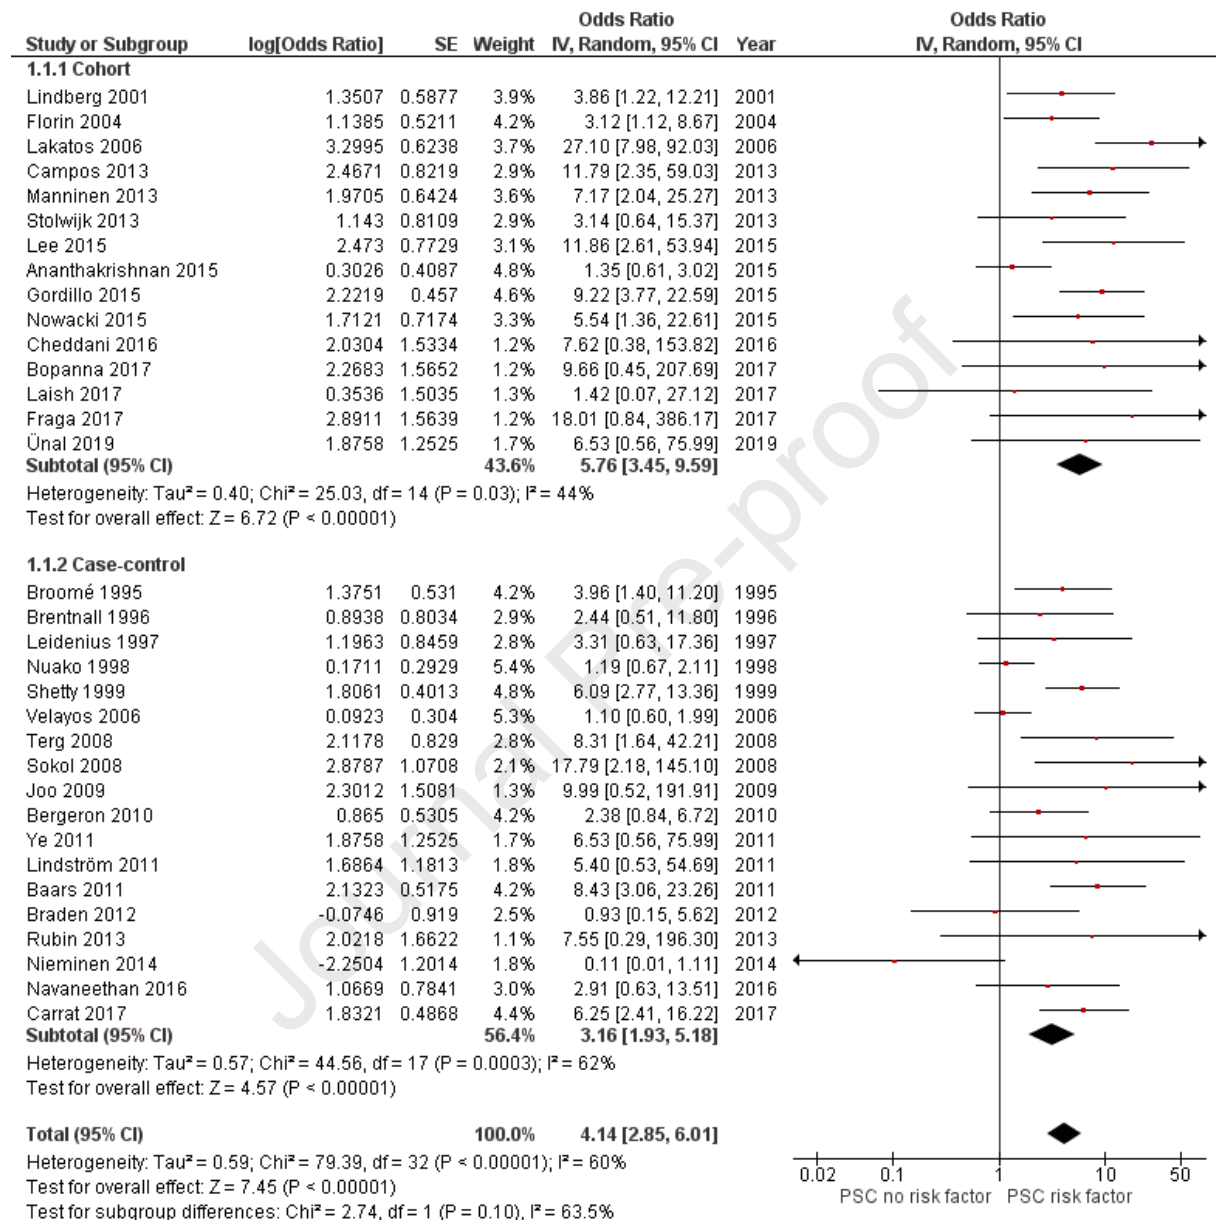 Odds Ratio Odds Ratio
Study or Subgroup log[Odds Ratio] SE Weight IV, Random, 95% CI Year IV, Random, 95% CI
1.1.1 Cohort
Lindberg 2001 1.3507 0.5877 3.9% 3.86 [1.22, 12.21] 2001
Florin 2004 1.1385 0.5211 4.2% 3.12 [1.12, 8.67] 2004
Lakatos 2006 3.2995 0.6238 3.7% 27.10 [7.98, 92.03] 2006
Campos 2013 2.4671 0.8219 2.9% 11.79 [2.35, 59.03] 2013
Manninen 2013 1.9705 0.6424 3.6% 7.17 [2.04, 25.27] 2013
Stolwijk 2013 1.143 0.8109 2.9% 3.14 [0.64, 15.37] 2013
Lee 2015 2.473 0.7729 3.1% 11.86 [2.61, 53.94] 2015
Ananthakrishnan 2015 0.3026 0.4087 4.8% 1.35 [0.61, 3.02] 2015
Gordillo 2015 2.2219 0.457 4.6% 9.22 [3.77, 22.59] 2015
Nowacki 2015 1.7121 0.7174 3.3% 5.54 [1.36, 22.61] 2015
Cheddani 2016 2.0304 1.5334 1.2% 7.62 [0.38, 153.82] 2016
Bopanna 2017 2.2683 1.5652 1.2% 9.66 [0.45, 207.69] 2017
Laish 2017 0.3536 1.5035 1.3% 1.42 [0.07, 27.12] 2017
Fraga 2017 2.8911 1.5639 1.2% 18.01 [0.84, 386.17] 2017
Ünal 2019 1.8758 1.2525 1.7% 6.53 [0.56, 75.99] 2019
Subtotal (95% CI) 43.6% 5.76 [3.45, 9.59]
Heterogeneity: Tau² = 0.40; Chi² = 25.03, df = 14 (P = 0.03); I² = 44%
Test for overall effect: Z = 6.72 (P < 0.00001)
1.1.2 Case-control
Broomé 1995 1.3751 0.531 4.2% 3.96 [1.40, 11.20] 1995
Brentnall 1996 0.8938 0.8034 2.9% 2.44 [0.51, 11.80] 1996
Leidenius 1997 1.1963 0.8459 2.8% 3.31 [0.63, 17.36] 1997
Nuako 1998 0.1711 0.2929 5.4% 1.19 [0.67, 2.11] 1998
Shetty 1999 1.8061 0.4013 4.8% 6.09 [2.77, 13.36] 1999
Velayos 2006 0.0923 0.304 5.3% 1.10 [0.60, 1.99] 2006
Terg 2008 2.1178 0.829 2.8% 8.31 [1.64, 42.21] 2008
Sokol 2008 2.8787 1.0708 2.1% 17.79 [2.18, 145.10] 2008
Joo 2009 2.3012 1.5081 1.3% 9.99 [0.52, 191.91] 2009
Bergeron 2010 0.865 0.5305 4.2% 2.38 [0.84, 6.72] 2010
Ye 2011 1.8758 1.2525 1.7% 6.53 [0.56, 75.99] 2011
Lindström 2011 1.6864 1.1813 1.8% 5.40 [0.53, 54.69] 2011
Baars 2011 2.1323 0.5175 4.2% 8.43 [3.06, 23.26] 2011
Braden 2012 -0.0746 0.919 2.5% 0.93 [0.15, 5.62] 2012
Rubin 2013 2.0218 1.6622 1.1% 7.55 [0.29, 196.30] 2013
Nieminen 2014 -2.2504 1.2014 1.8% 0.11 [0.01, 1.11] 2014
Navaneethan 2016 1.0669 0.7841 3.0% 2.91 [0.63, 13.51] 2016
Carrat 2017 1.8321 0.4868 4.4% 6.25 [2.41, 16.22] 2017
Subtotal (95% CI) 56.4% 3.16 [1.93, 5.18]
Heterogeneity: Tau² = 0.57; Chi² = 44.56, df = 17 (P = 0.0003); I² = 62%
Test for overall effect: Z = 4.57 (P < 0.00001)
Total (95% CI) 100.0% 4.14 [2.85, 6.01]
Heterogeneity: Tau² = 0.59; Chi² = 79.39, df = 32 (P < 0.00001); I² = 60%
Test for overall effect: Z = 7.45 (P < 0.00001)
Test for subgroup differences: Chi² = 2.74, df = 1 (P = 0.10), I² = 63.5%
0.02 0.1 1 10 50
PSC no risk factor PSC risk factor
Journal Pre-proof